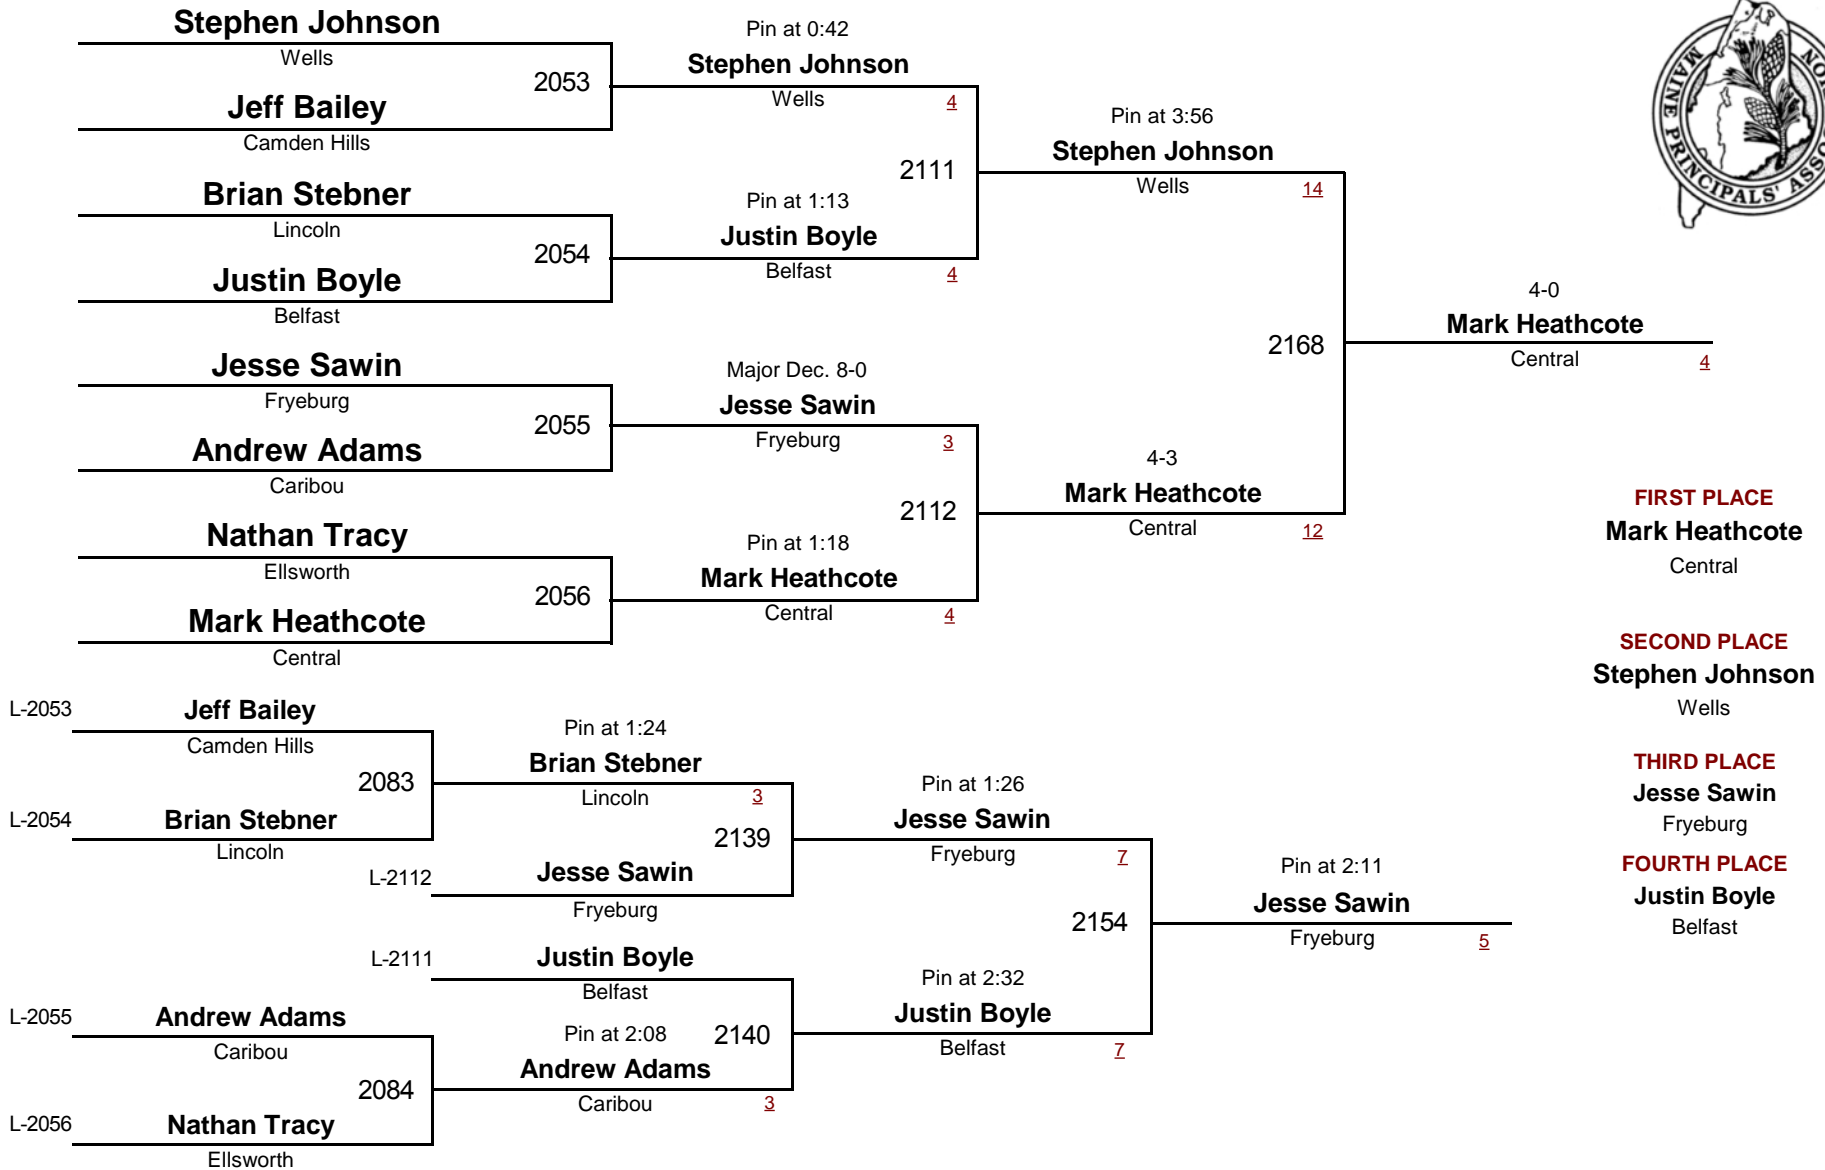 Stephen Johnson
Wells
2053
Jeff Bailey
Camden Hills
Brian Stebner
Lincoln
2054
Justin Boyle
Belfast
Jesse Sawin
Fryeburg
2055
Andrew Adams
Caribou
Nathan Tracy
Ellsworth
2056
Mark Heathcote
Central
Pin at 0:42
Stephen Johnson
Wells 4
2111
Pin at 1:13
Justin Boyle
Belfast 4
Major Dec. 8-0
Jesse Sawin
Fryeburg 3
2112
Pin at 1:18
Mark Heathcote
Central 4
Pin at 3:56
Stephen Johnson
Wells 14
2168
4-3
Mark Heathcote
Central 12
4-0
Mark Heathcote
Central 4
MAINE PRINCIPALS' ASSO
ON
FIRST PLACE
Mark Heathcote
Central
SECOND PLACE
Stephen Johnson
Wells
THIRD PLACE
Jesse Sawin
Fryeburg
FOURTH PLACE
Justin Boyle
Belfast
L-2053 Jeff Bailey
Camden Hills
2083
L-2054 Brian Stebner
Lincoln
Pin at 1:24
Brian Stebner
Lincoln 3
2139
L-2112 Jesse Sawin
Fryeburg
L-2111 Justin Boyle
Belfast
2140
L-2055 Andrew Adams
Caribou
2084
L-2056 Nathan Tracy
Ellsworth
Pin at 2:08
Andrew Adams
Caribou 3
Pin at 1:26
Jesse Sawin
Fryeburg 7
2154
Pin at 2:32
Justin Boyle
Belfast 7
Pin at 2:11
Jesse Sawin
Fryeburg 5